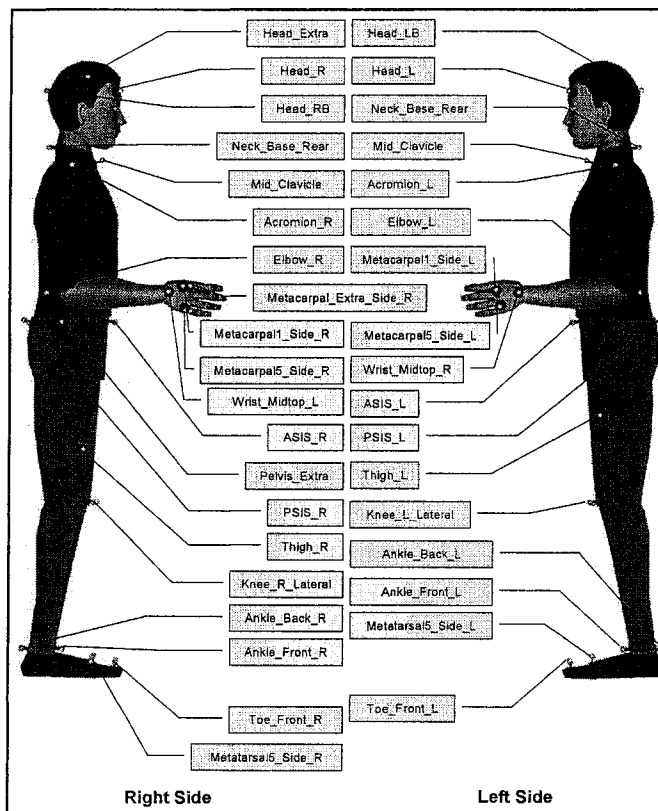 Head_Extra
Head_LB
Head_R
Head_L
Head_RB
Neck_Base_Rear
Neck_Base_Rear
Mid_Clavicle
Mid_Clavicle
Acromion_L
Acromion_R
Elbow_L
Elbow_R
Metacarpal1_Side_L
Metacarpal_Extra_Side_R
Metacarpal1_Side_R
Metacarpal5_Side_L
Metacarpal5_Side_R
Wrist_Midtop_R
Wrist_Midtop_L
ASIS_L
ASIS_R
PSIS_L
Pelvis_Extra
Thigh_L
PSIS_R
Knee_L_Lateral
Thigh_R
Ankle_Back_L
Knee_R_Lateral
Ankle_Front_L
Ankle_Back_R
Metatarsal5_Side_L
Ankle_Front_R
Toe_Front_R
Toe_Front_L
Metatarsal5_Side_R
Right Side
Left Side